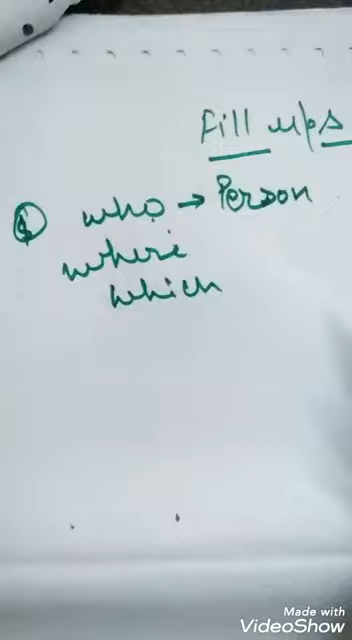 Fill ups
① who → Person
where
which
Made with
VideoShow